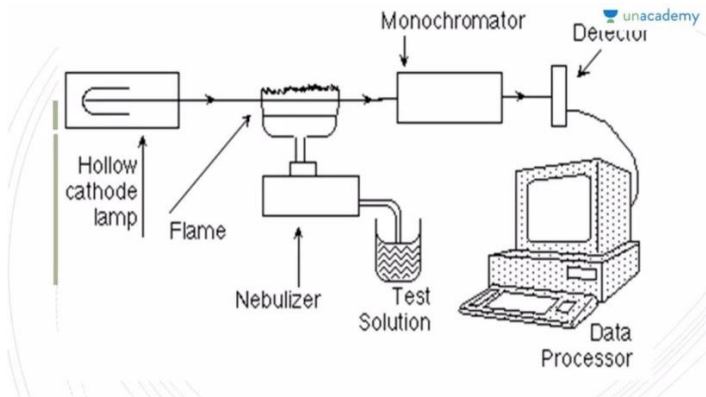 Monochromator
unacademy
Detector
Hollow
cathode
lamp
Flame
Nebulizer
Test
Solution
Data
Processor